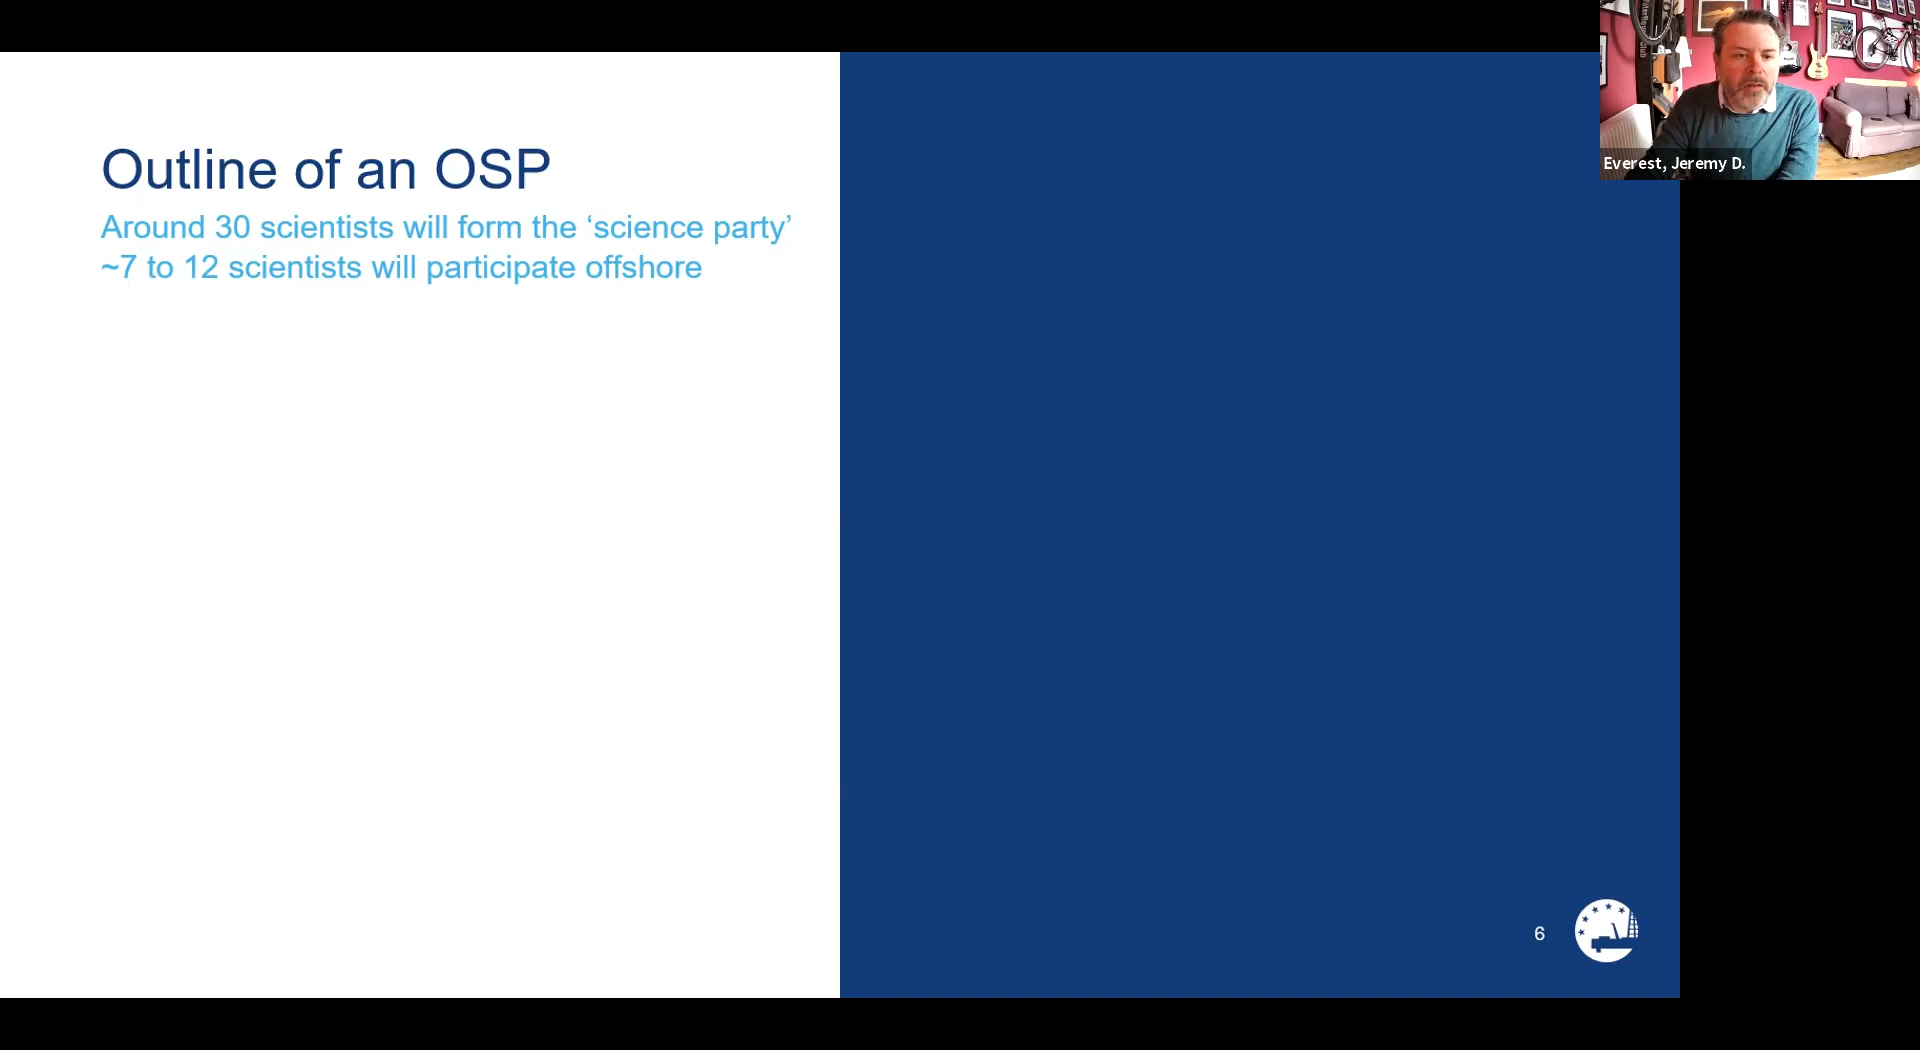 Outline of an OSP
Around 30 scientists will form the ‘science party’
~7 to 12 scientists will participate offshore
Everest, Jeremy D.
6